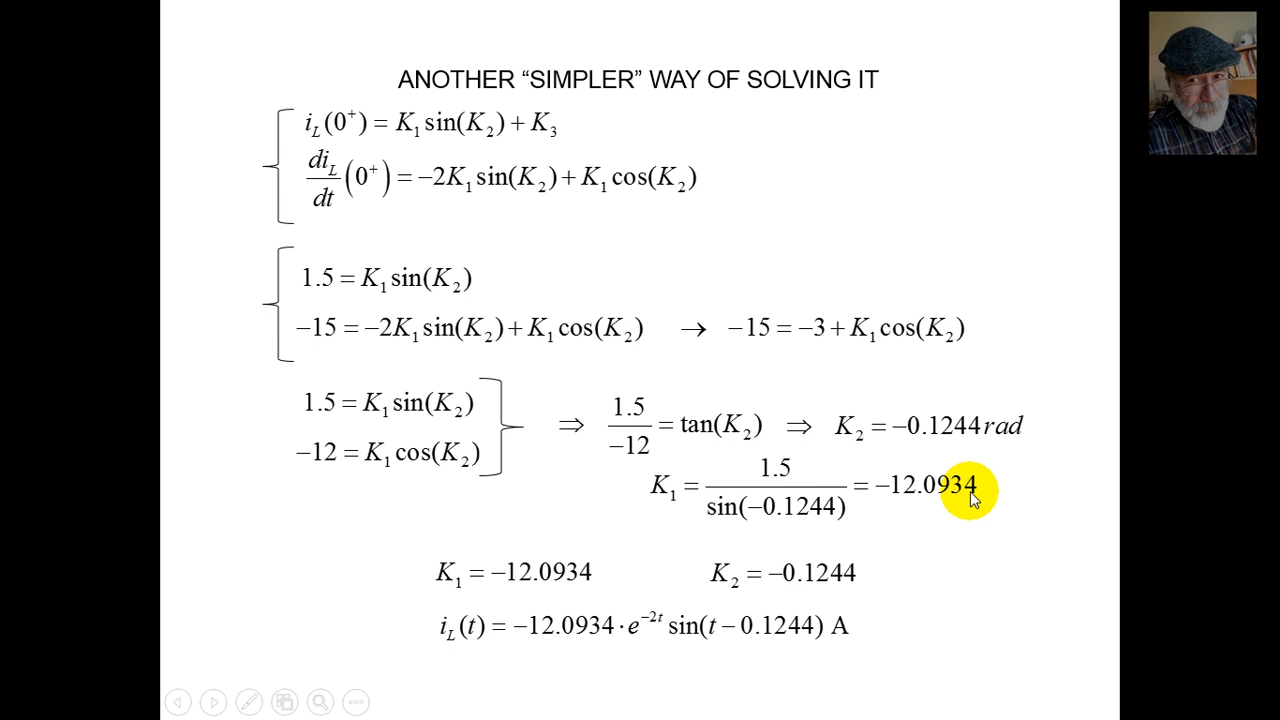 ANOTHER “SIMPLER” WAY OF SOLVING IT
i_L(0⁺) = K₁ sin(K₂) + K₃
di_L/dt (0⁺) = −2K₁ sin(K₂) + K₁ cos(K₂)
1.5 = K₁ sin(K₂)
−15 = −2K₁ sin(K₂) + K₁ cos(K₂) → −15 = −3 + K₁ cos(K₂)
1.5 = K₁ sin(K₂)
−12 = K₁ cos(K₂)
⇒ 1.5/−12 = tan(K₂) ⇒ K₂ = −0.1244 rad
K₁ = 1.5/sin(−0.1244) = −12.0934
K₁ = −12.0934 K₂ = −0.1244
i_L(t) = −12.0934 · e^{−2t} sin(t − 0.1244) A